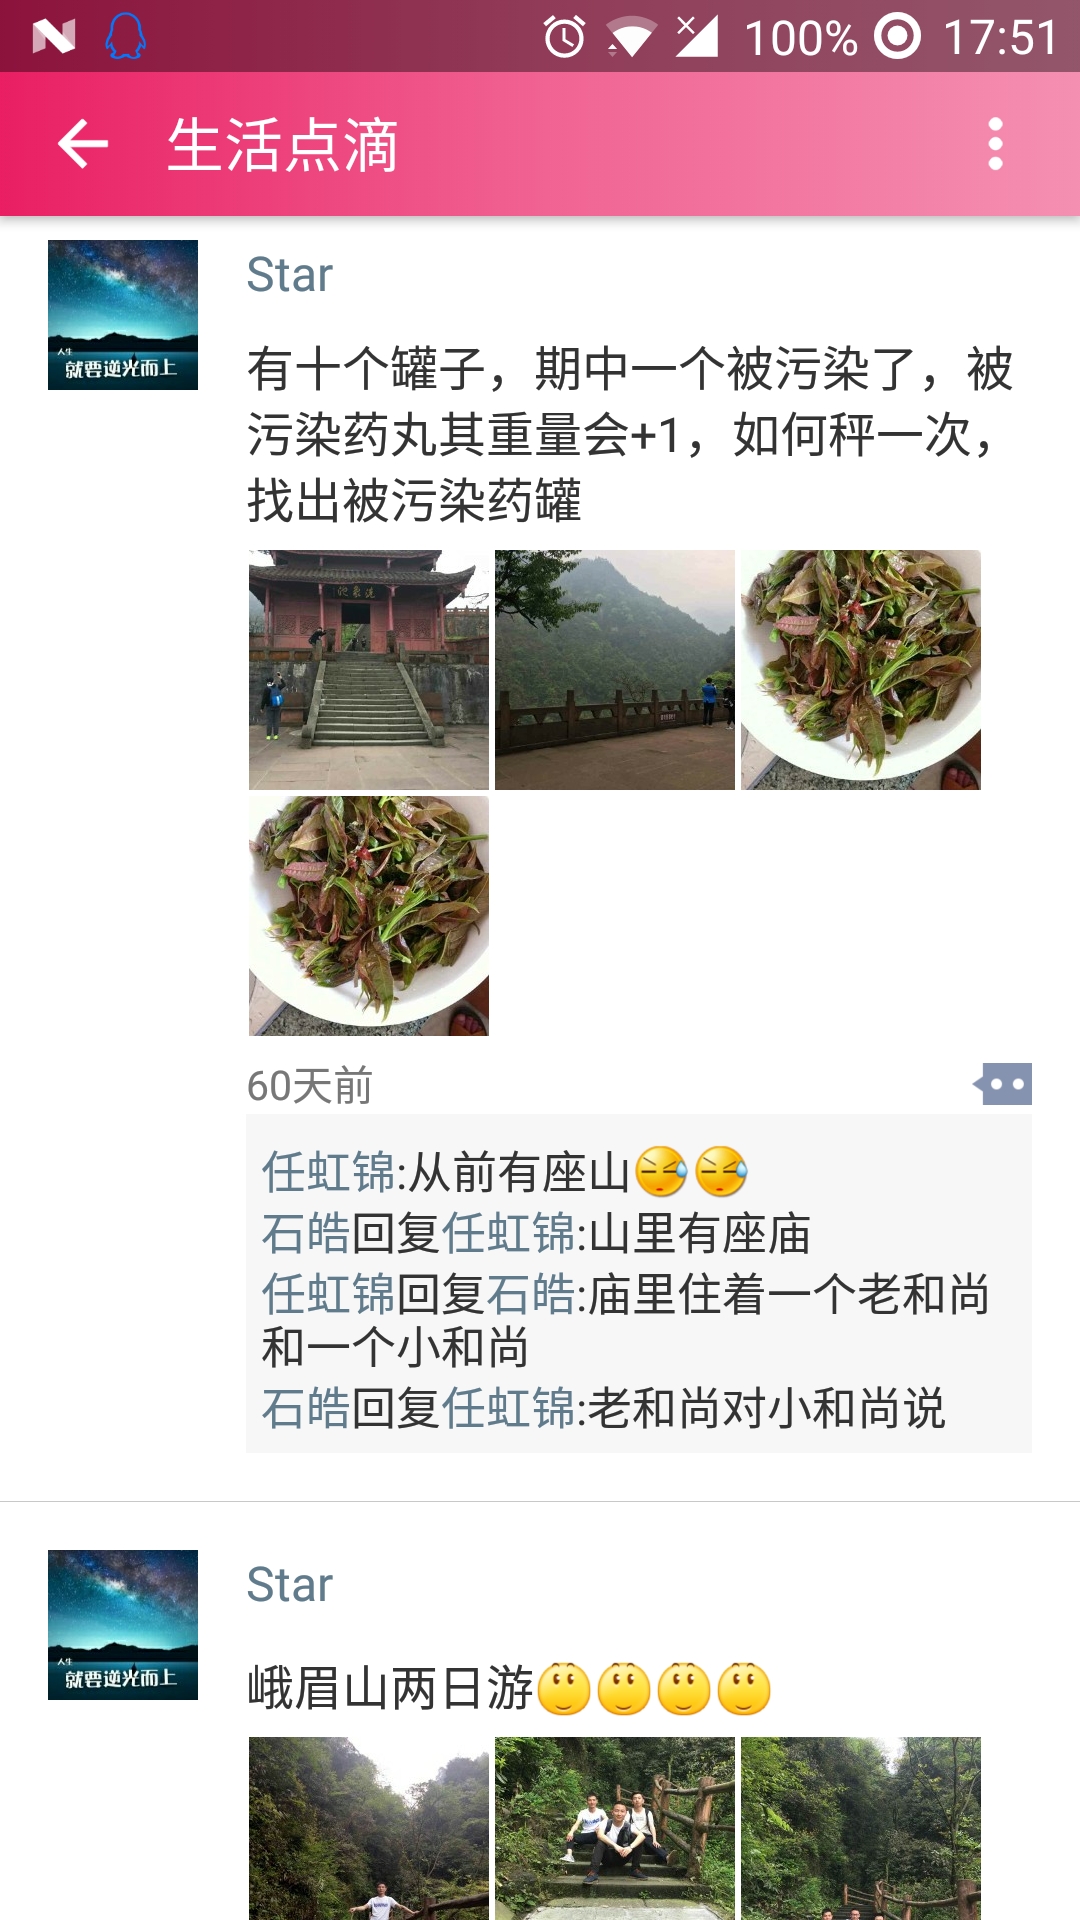 100% 17:51
生活点滴
Star
人生
就要逆光而上
有十个罐子，期中一个被污染了，被
污染药丸其重量会+1，如何秤一次，
找出被污染药罐
60天前
任虹锦:从前有座山
石皓回复任虹锦:山里有座庙
任虹锦回复石皓:庙里住着一个老和尚
和一个小和尚
石皓回复任虹锦:老和尚对小和尚说
Star
人生
就要逆光而上
峨眉山两日游